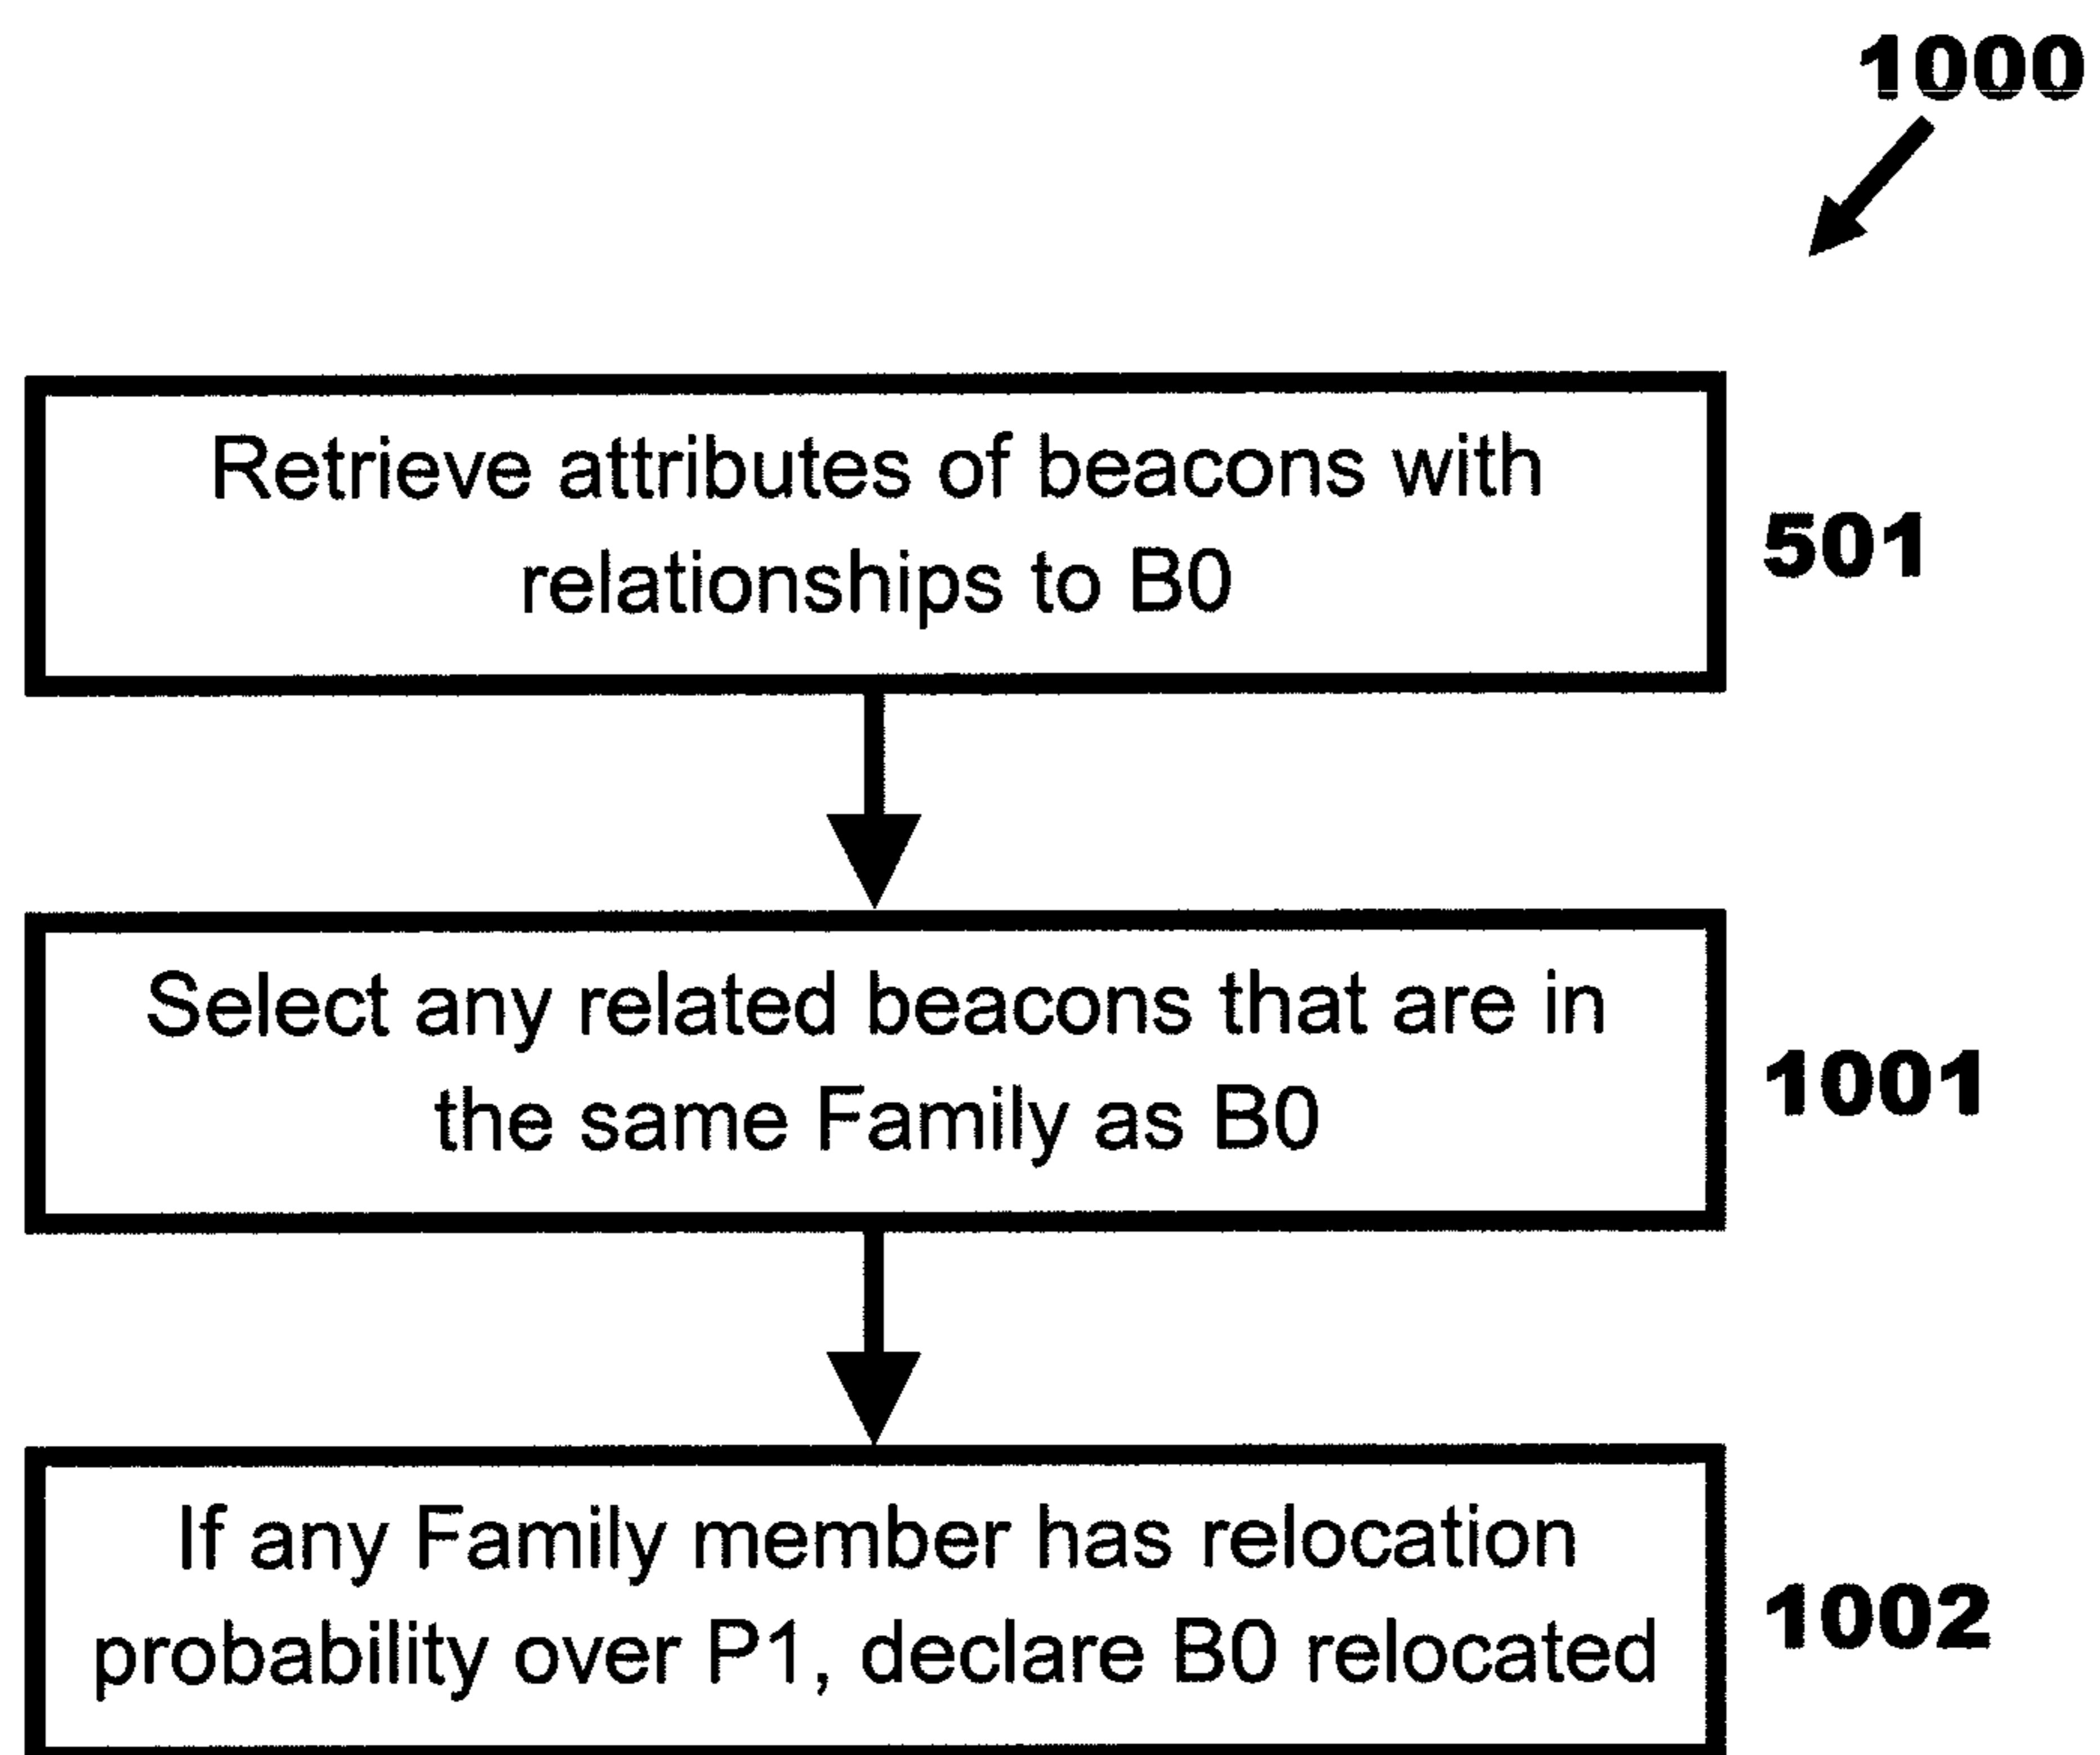 1000
Retrieve attributes of beacons with
relationships to B0
501
Select any related beacons that are in
the same Family as B0
1001
If any Family member has relocation
probability over P1, declare B0 relocated
1002